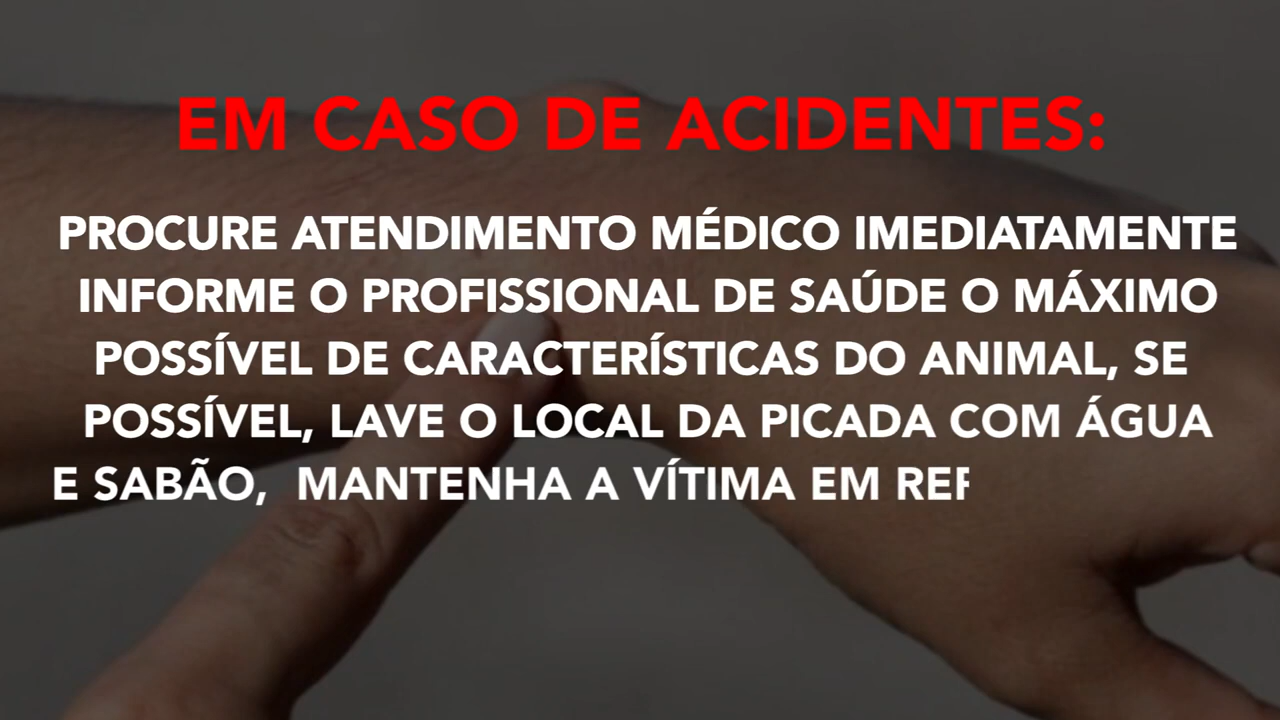 EM CASO DE ACIDENTES:
PROCURE ATENDIMENTO MÉDICO IMEDIATAMENTE
INFORME O PROFISSIONAL DE SAÚDE O MÁXIMO
POSSÍVEL DE CARACTERÍSTICAS DO ANIMAL, SE
POSSÍVEL, LAVE O LOCAL DA PICADA COM ÁGUA
E SABÃO, MANTENHA A VÍTIMA EM